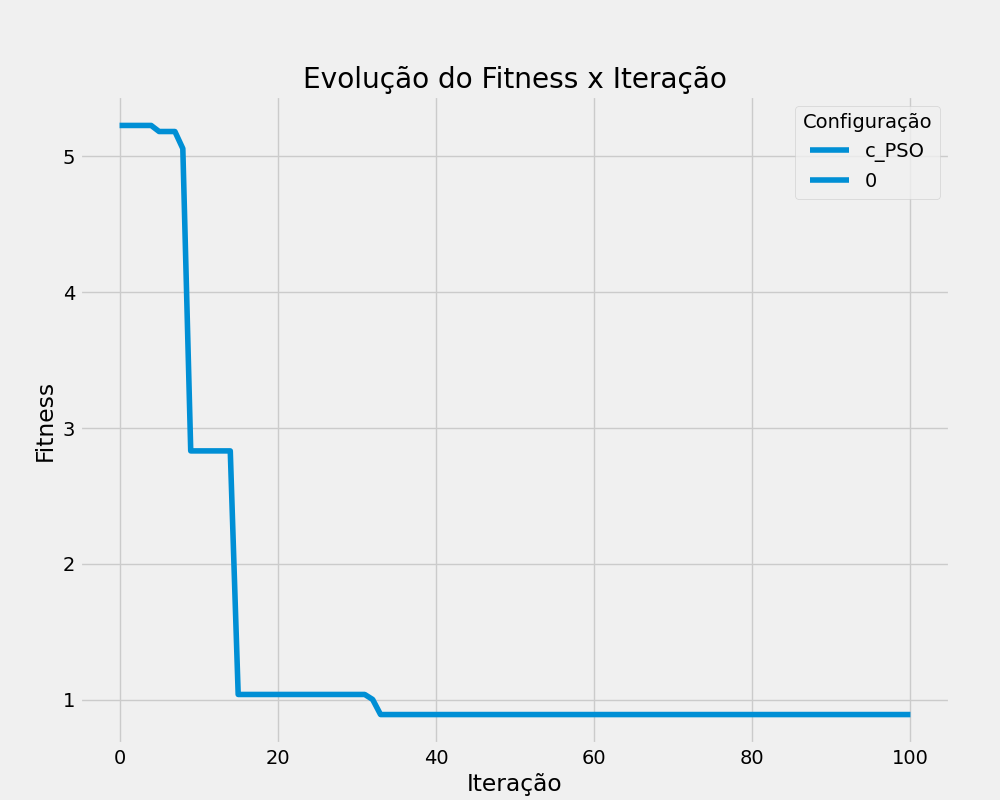 Evolução do Fitness x Iteração
Configuração
c_PSO
0
5
4
3
2
1
Fitness
0 20 40 60 80 100
Iteração